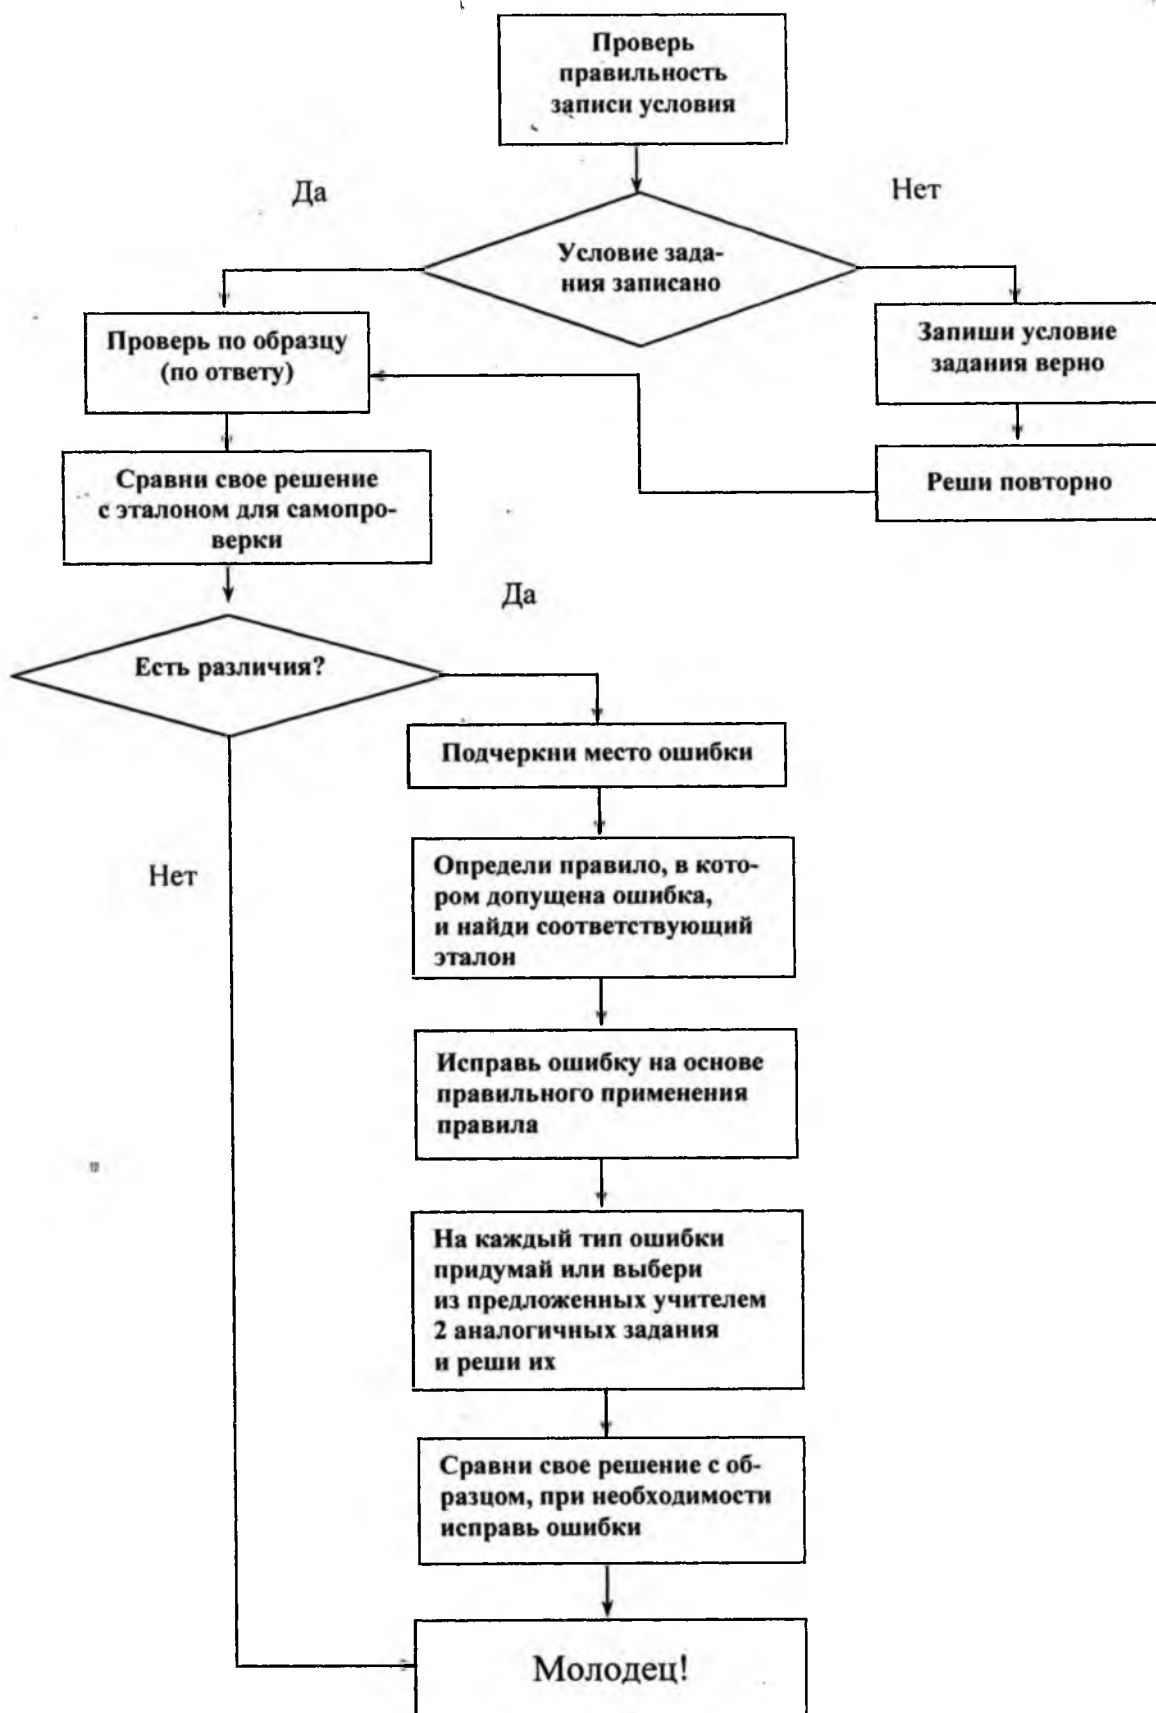 Проверь
правильность
записи условия
Да
Нет
Условие зада-
ния записано
Проверь по образцу
(по ответу)
Запиши условие
задания верно
Сравни свое решение
с эталоном для самопро-
верки
Реши повторно
Да
Есть различия?
Подчеркни место ошибки
Нет
Определи правило, в кото-
ром допущена ошибка,
и найди соответствующий
эталон
Исправь ошибку на основе
правильного применения
правила
На каждый тип ошибки
придумай или выбери
из предложенных учителем
2 аналогичных задания
и реши их
Сравни свое решение с об-
разцом, при необходимости
исправь ошибки
Молодец!